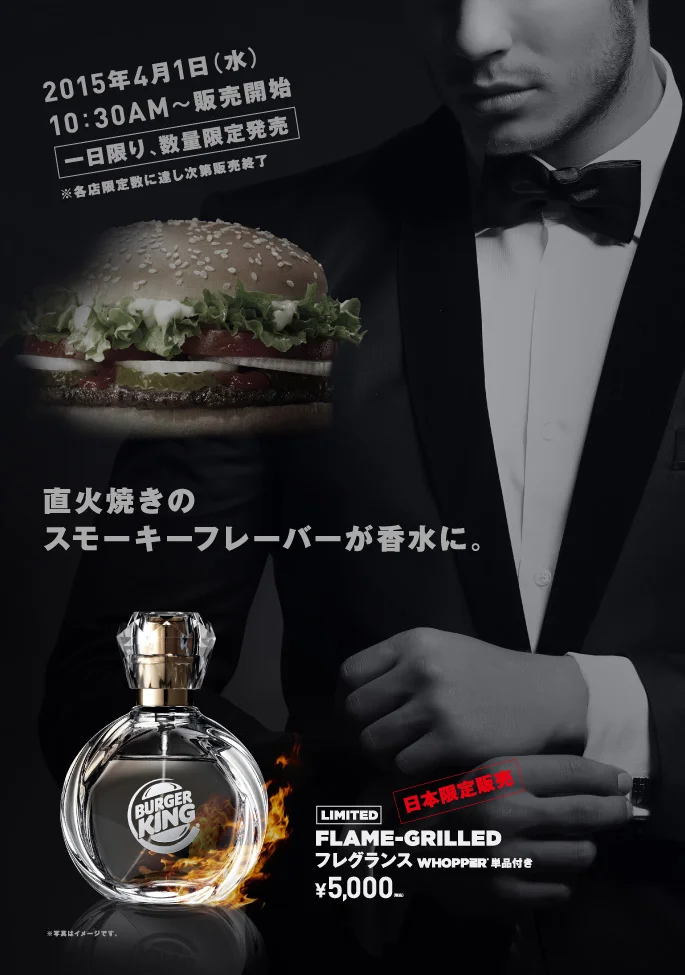 2015年4月1日(水)
10:30AM～販売開始
一日限り、数量限定発売
※各店限定数に達し次第販売終了
直火焼きの
スモーキーフレーバーが香水に。
BURGER
KING
日本限定販売
LIMITED
FLAME-GRILLED
フレグランス WHOPPER® 単品付き
¥5,000
※写真はイメージです。